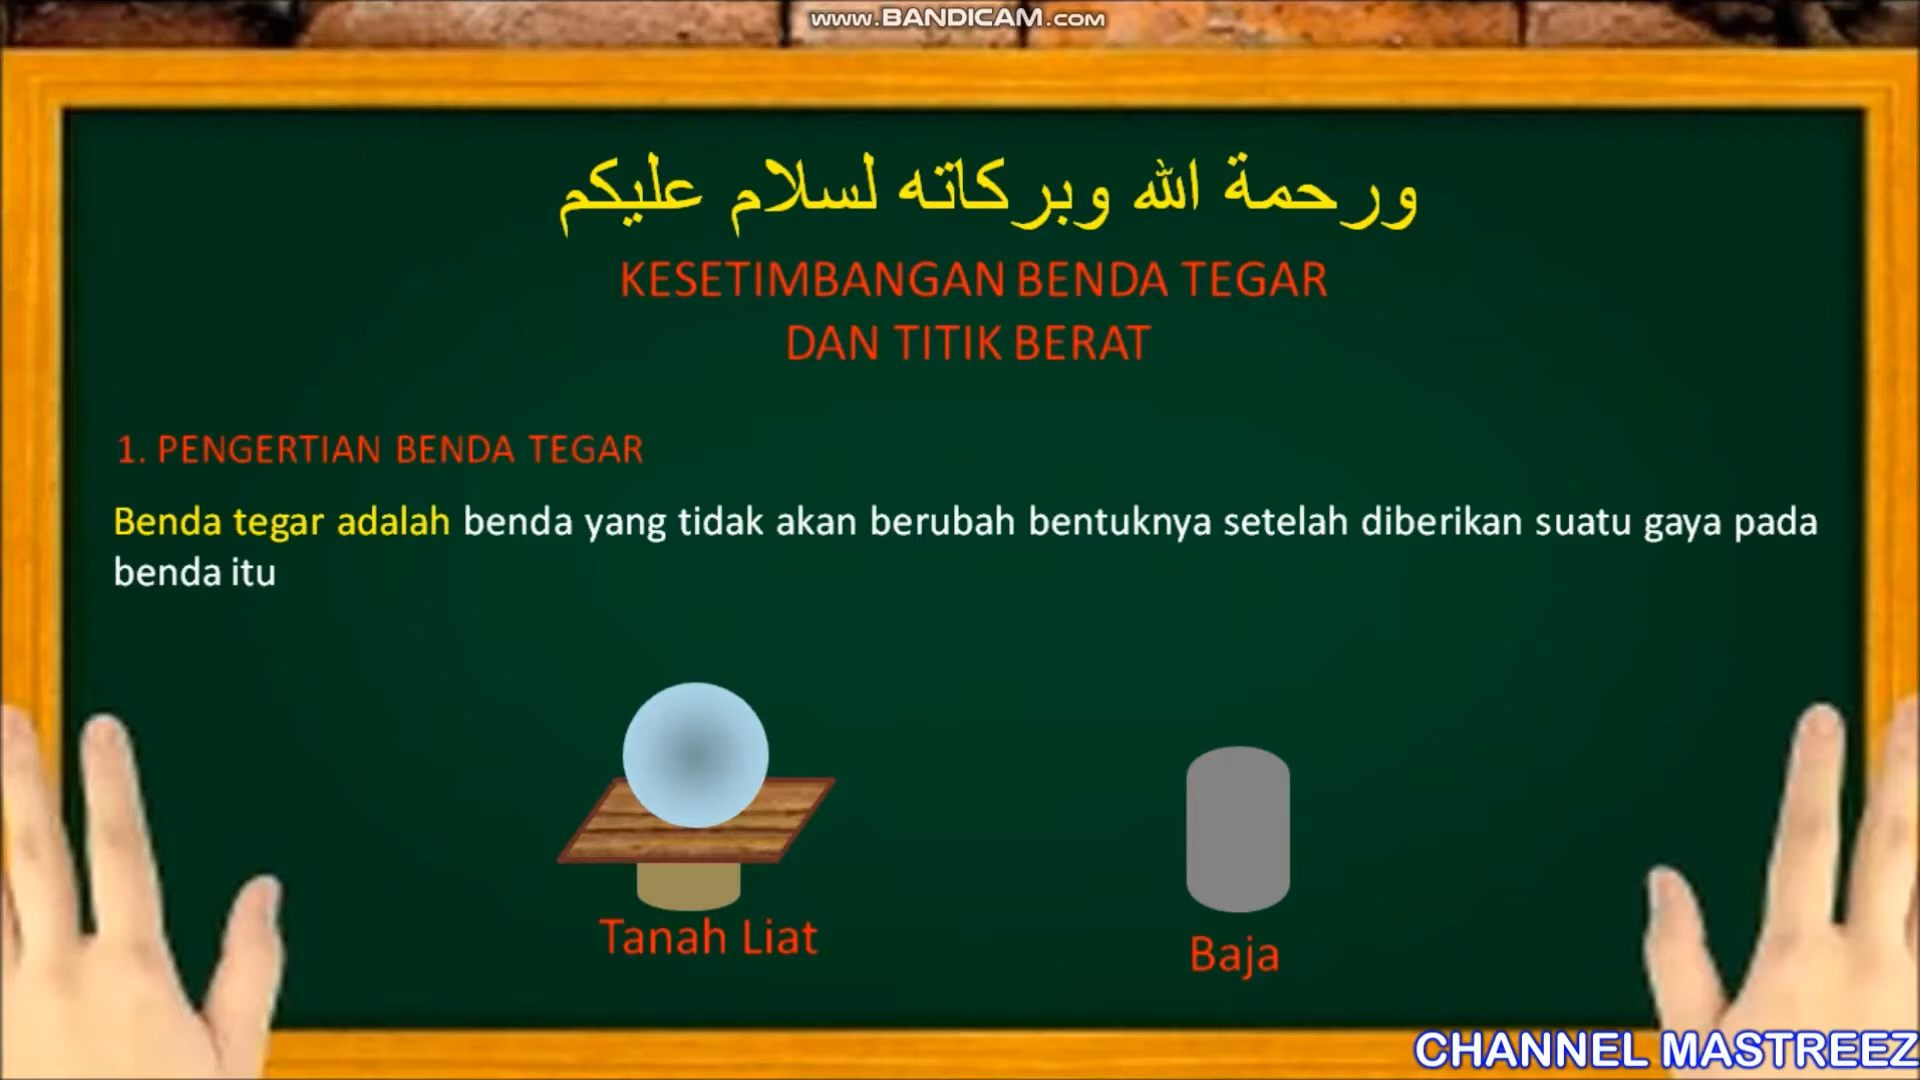 www.BANDICAM.com
ورحمة الله وبركاته لسلام عليكم
KESETIMBANGAN BENDA TEGAR
DAN TITIK BERAT
1. PENGERTIAN BENDA TEGAR
Benda tegar adalah benda yang tidak akan berubah bentuknya setelah diberikan suatu gaya pada
benda itu
Tanah Liat
Baja
CHANNEL MASTREEZ